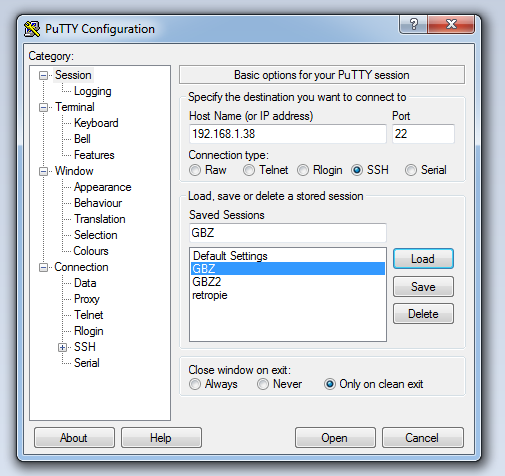 PuTTY Configuration
?
Category:
Session
Logging
Terminal
Keyboard
Bell
Features
Window
Appearance
Behaviour
Translation
Selection
Colours
Connection
Data
Proxy
Telnet
Rlogin
SSH
Serial
Basic options for your PuTTY session
Specify the destination you want to connect to
Host Name (or IP address) Port
192.168.1.38 22
Connection type:
Raw Telnet Rlogin SSH Serial
Load, save or delete a stored session
Saved Sessions
GBZ
Default Settings
GBZ
GBZ2
retropie
Load
Save
Delete
Close window on exit:
Always Never Only on clean exit
About Help Open Cancel